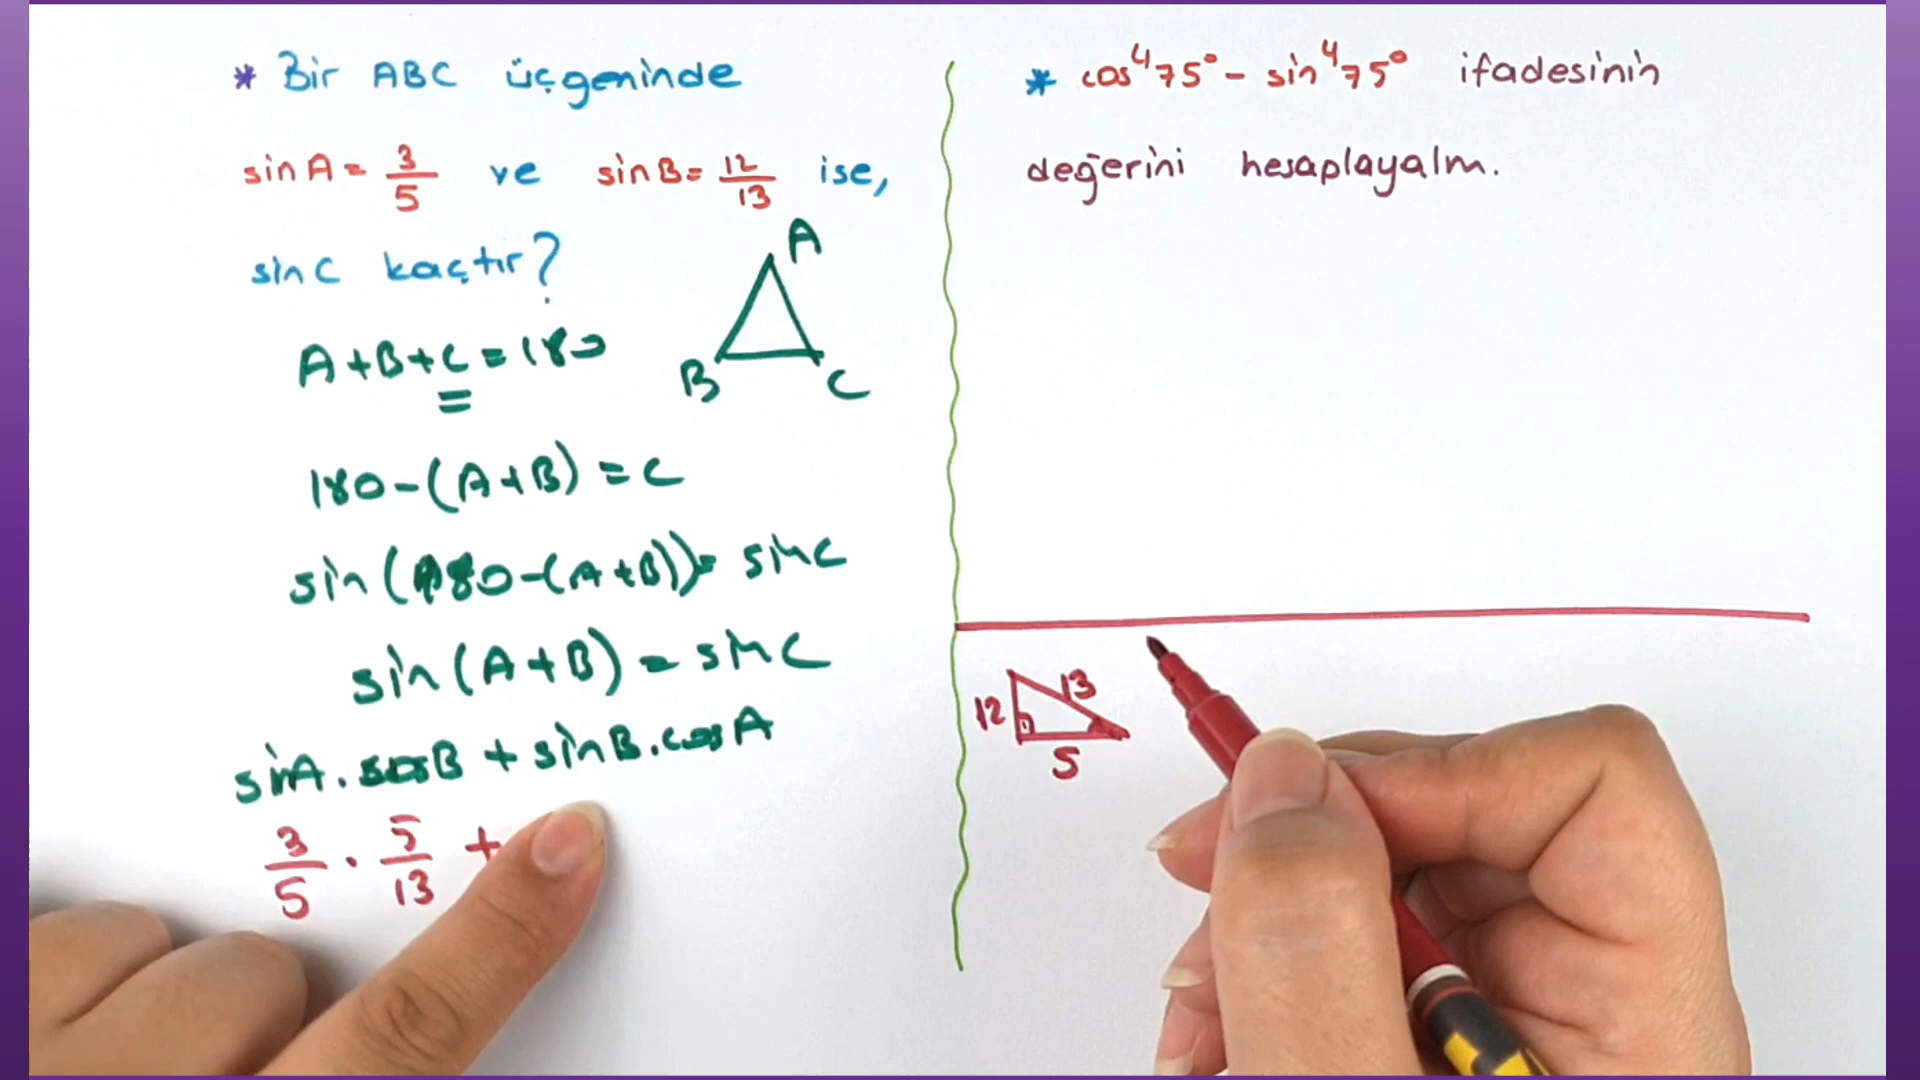 * Bir ABC üçgeninde
sin A = 3/5 ve sin B = 12/13 ise,
sin C kaçtır?
A
B C
A+B+C=180
180-(A+B)=C
sin(180-(A+B))= sin C
sin(A+B) = sin C
sin A . cos B + sin B . cos A
3/5 . 5/13 +
* cos⁴75° - sin⁴75° ifadesinin
değerini hesaplayalm.
12 13
5